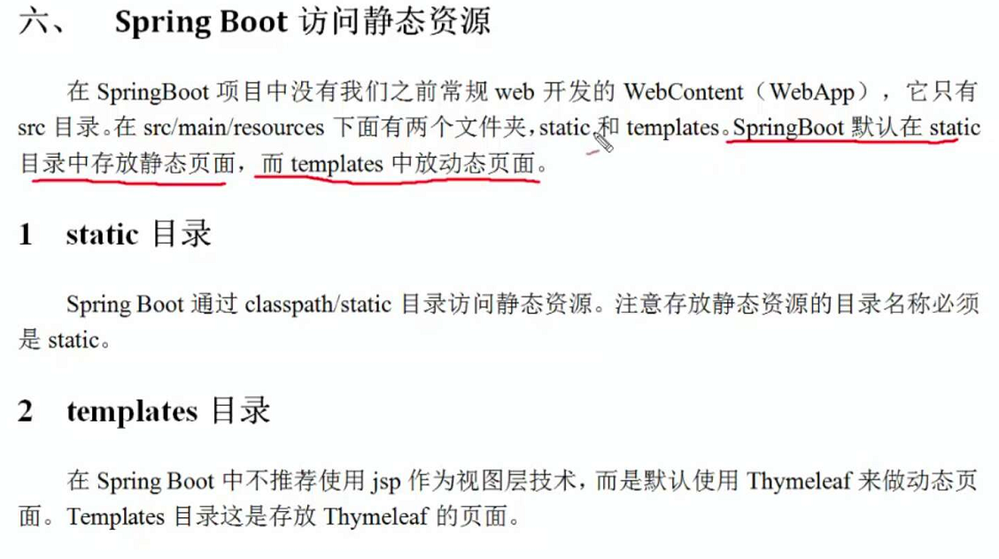 六、 Spring Boot 访问静态资源
在 SpringBoot 项目中没有我们之前常规 web 开发的 WebContent（WebApp），它只有
src 目录。在 src/main/resources 下面有两个文件夹，static 和 templates。SpringBoot 默认在 static
目录中存放静态页面，而 templates 中放动态页面。
1 static 目录
Spring Boot 通过 classpath/static 目录访问静态资源。注意存放静态资源的目录名称必须
是 static。
2 templates 目录
在 Spring Boot 中不推荐使用 jsp 作为视图层技术，而是默认使用 Thymeleaf 来做动态页
面。Templates 目录这是存放 Thymeleaf 的页面。